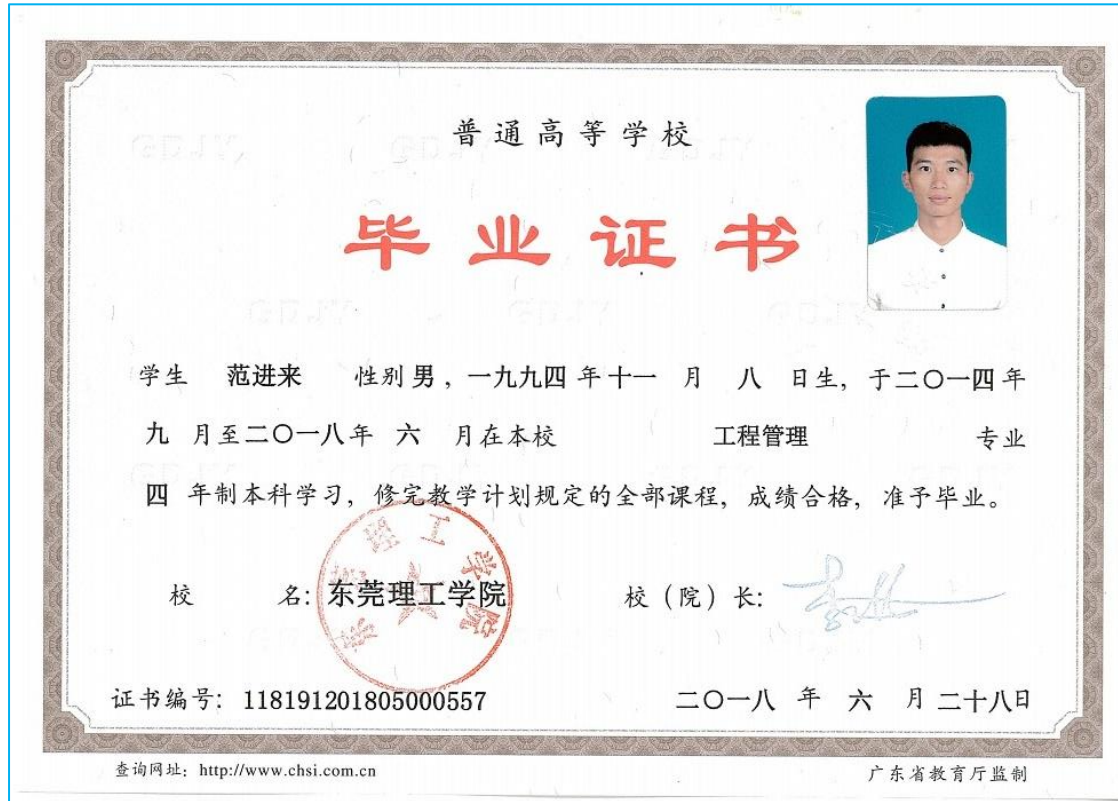 普通高等学校
毕业证书
学生 范进来 性别 男，一九九四 年 十一 月 八 日生，于二〇一四年
九 月至二〇一八年 六 月在本校 工程管理 专业
四 年制本科学习，修完教学计划规定的全部课程，成绩合格，准予毕业。
校 名：东莞理工学院 校（院）长：
东莞理工学院
证书编号：118191201805000557 二〇一八 年 六 月 二十八日
查询网址：http://www.chsi.com.cn 广东省教育厅监制